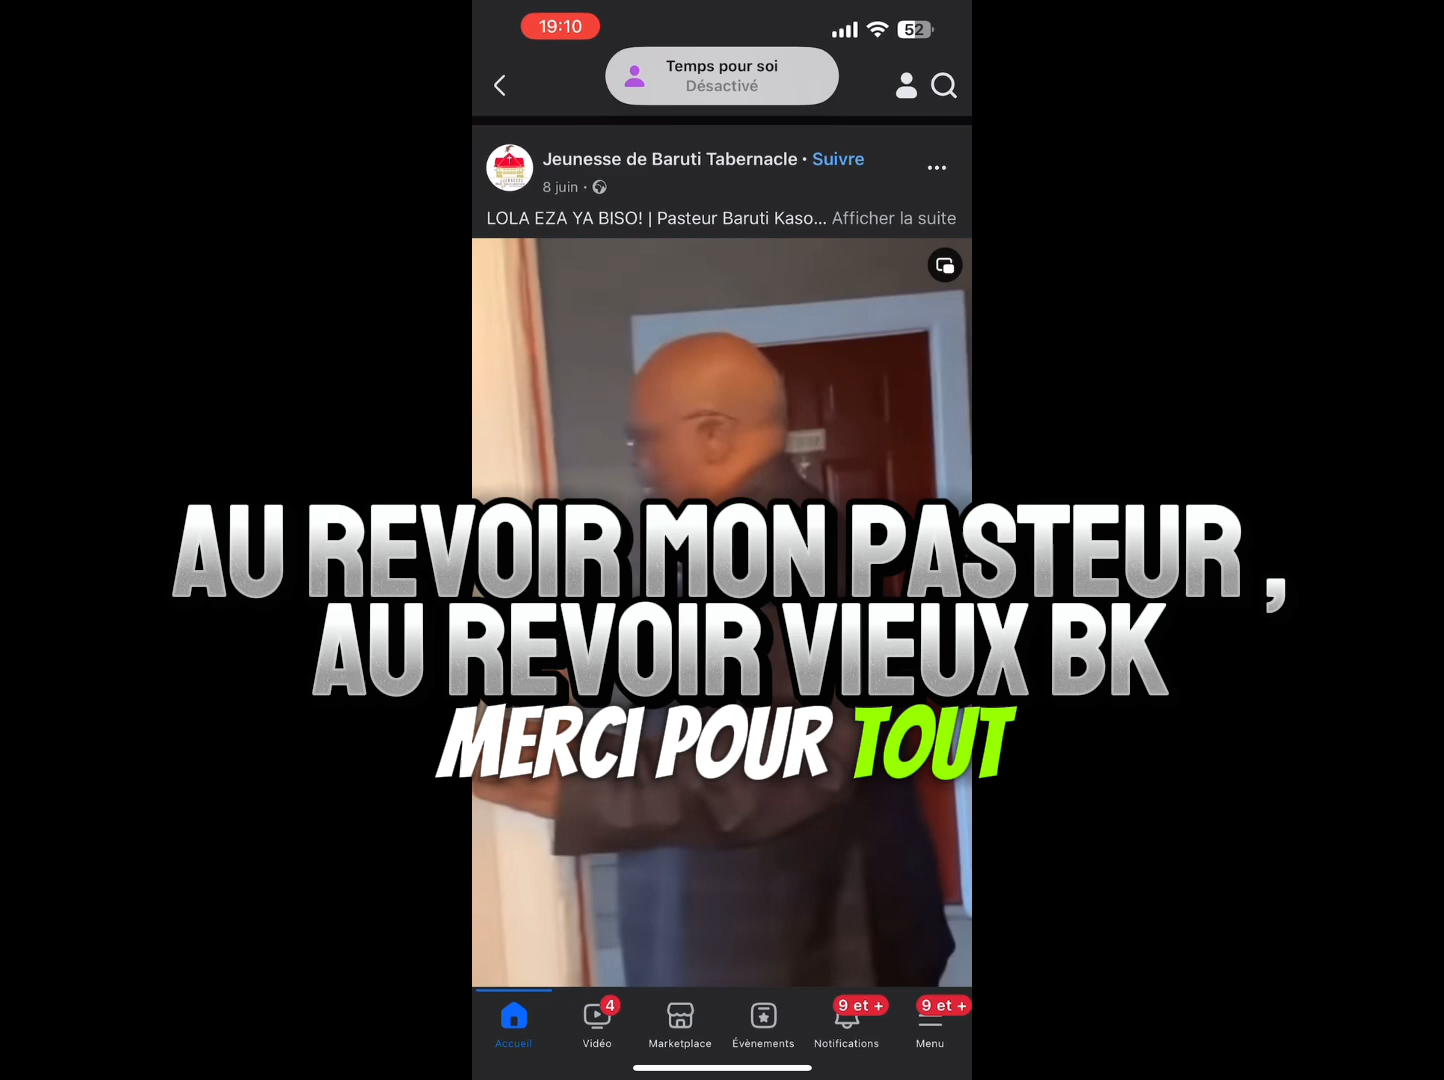 19:10
52
Temps pour soi
Désactivé
Jeunesse de Baruti Tabernacle · Suivre
8 juin ·
LOLA EZA YA BISO! | Pasteur Baruti Kaso... Afficher la suite
AU REVOIR MON PASTEUR ,
AU REVOIR VIEUX BK
MERCI POUR TOUT
4
9 et +
9 et +
Accueil
Vidéo
Marketplace
Évènements
Notifications
Menu